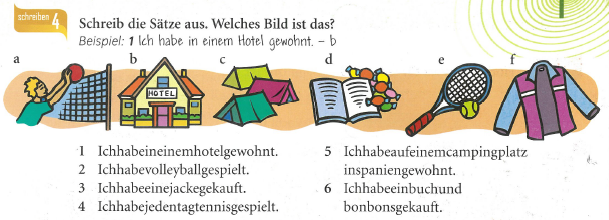 schreiben 4
Schreib die Sätze aus. Welches Bild ist das?
Beispiel: 1 Ich habe in einem Hotel gewohnt. – b
a b c d e f
HOTEL
1 Ichhabeineinemhotelgewohnt.
2 Ichhabevolleyballgespielt.
3 Ichhabeeinejackegekauft.
4 Ichhabejedentagtennisgespielt.
5 Ichhabeaufeinemcampingplatz
inspaniengewohnt.
6 Ichhabeeinbuchund
bonbonsgekauft.